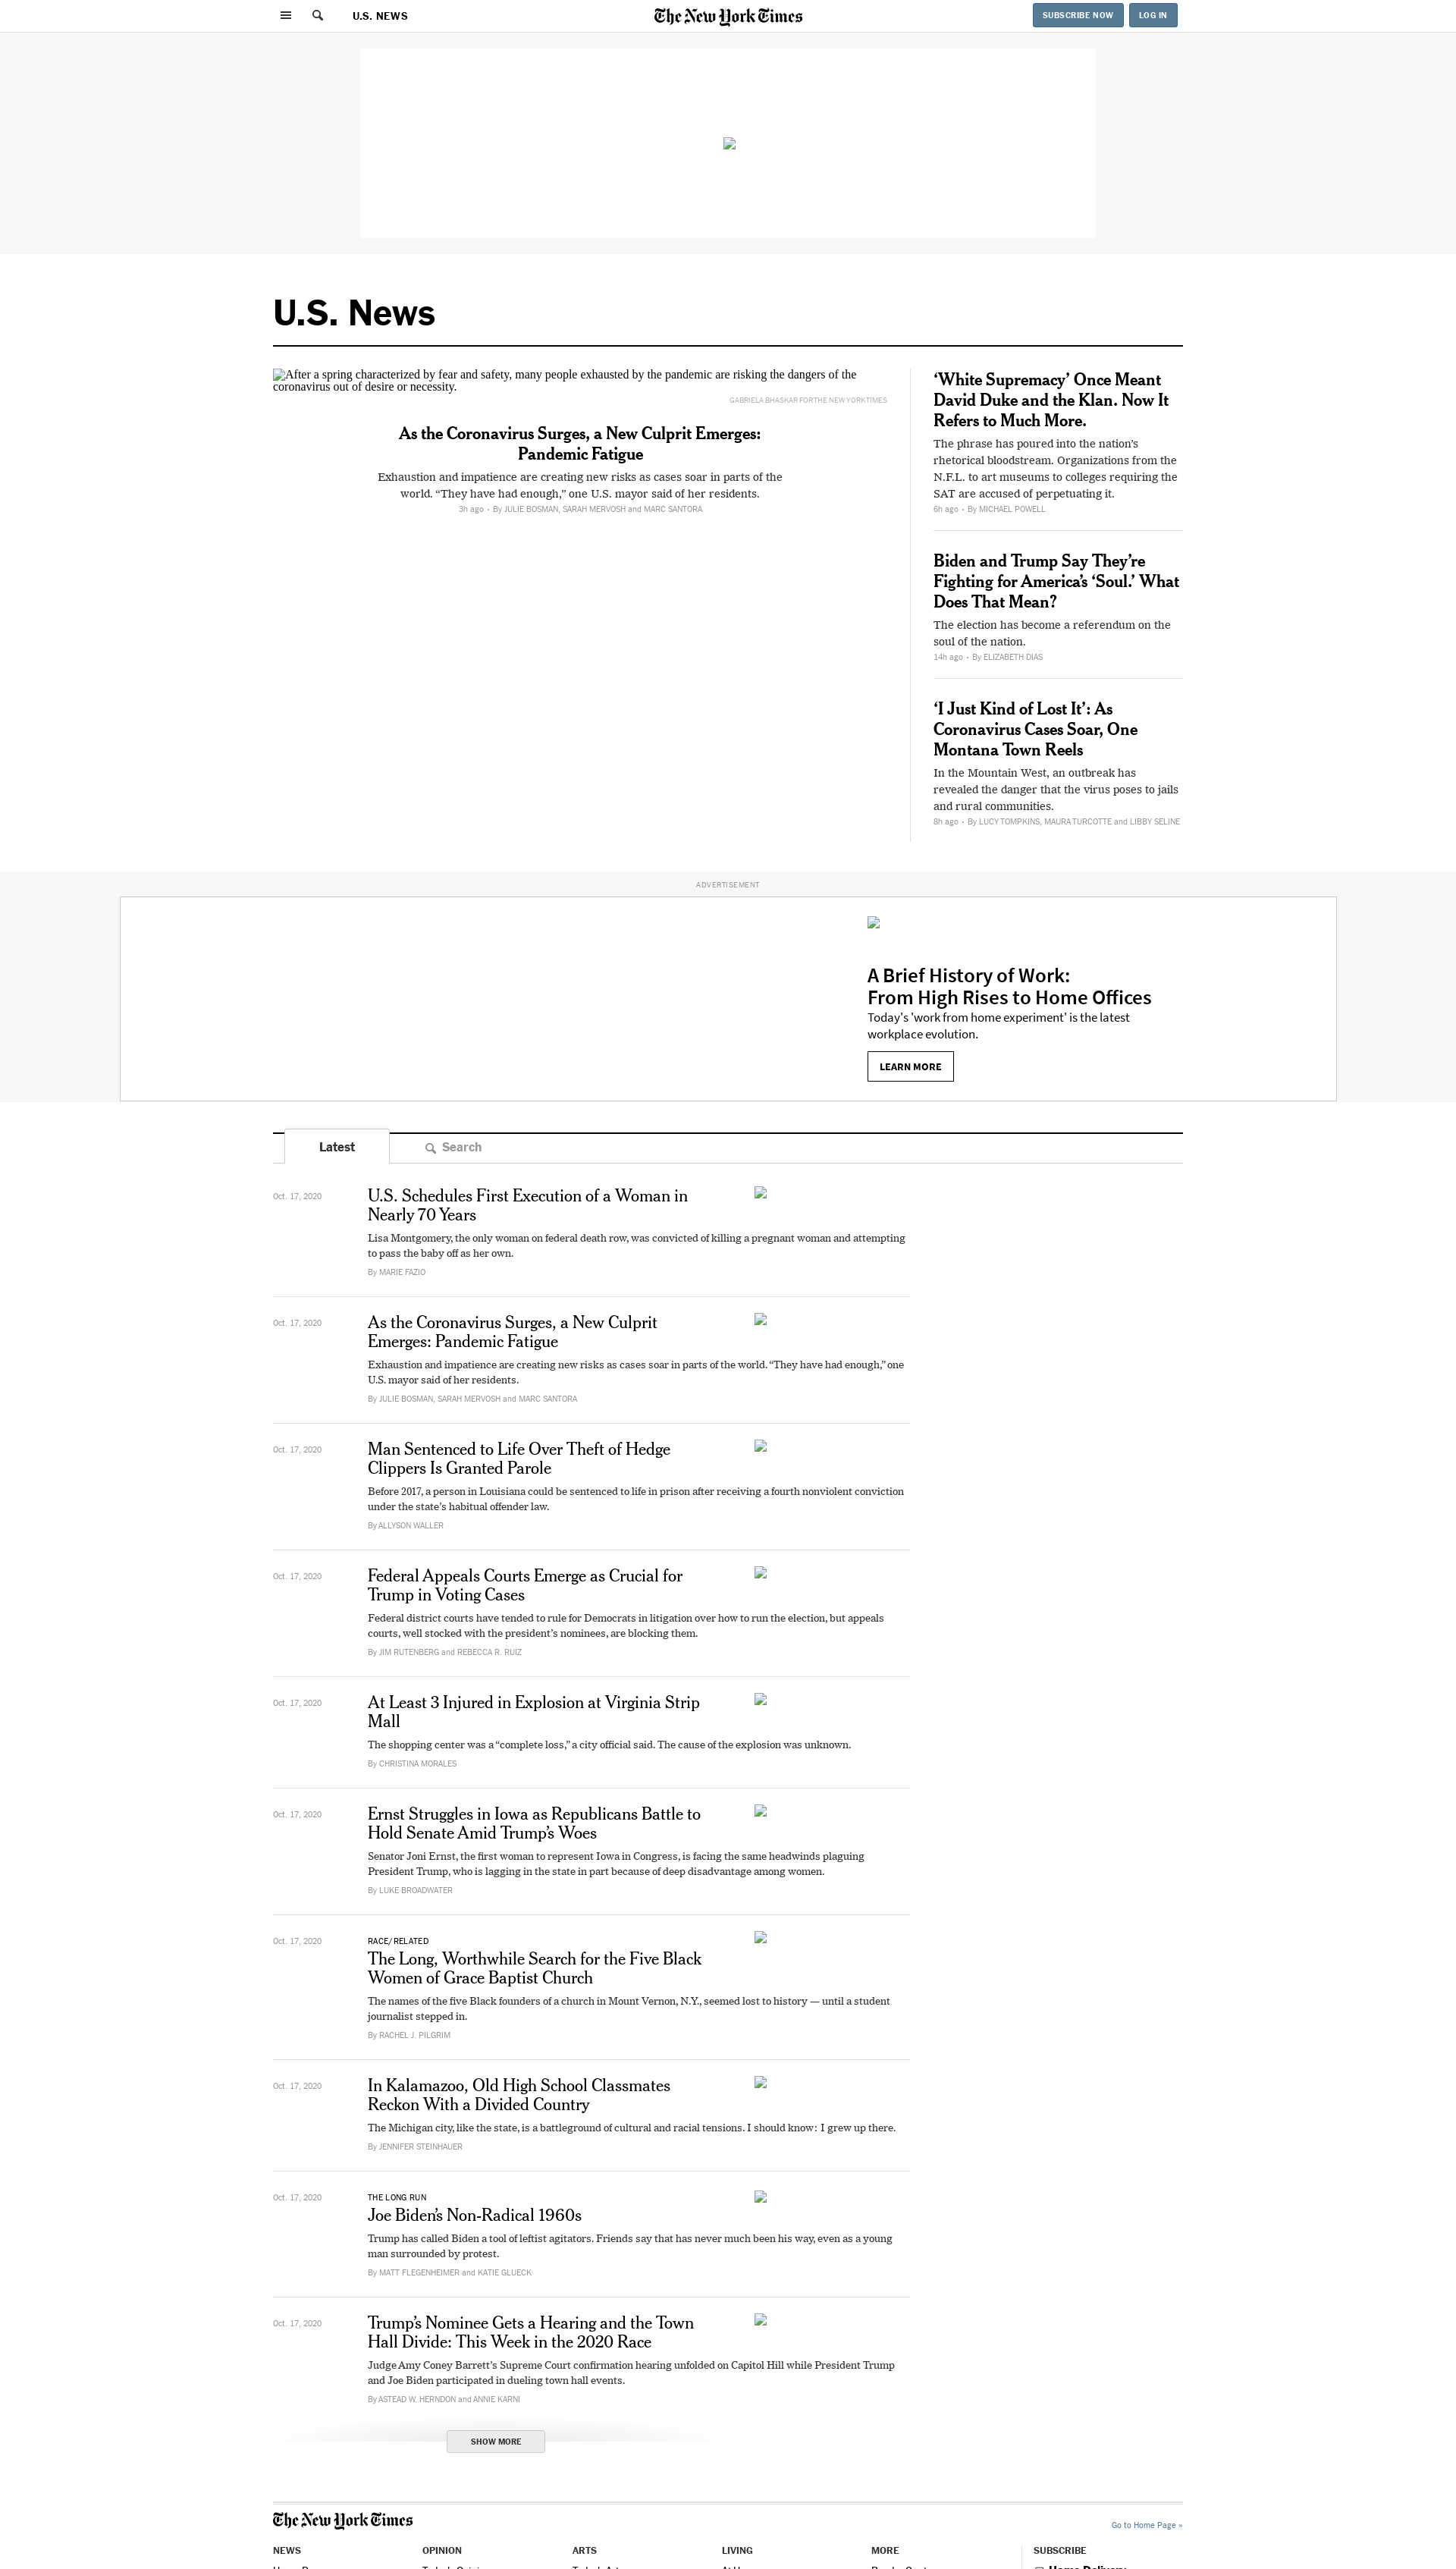 U.S. NEWS
The New York Times
SUBSCRIBE NOW
LOG IN
U.S. News
After a spring characterized by fear and safety, many people exhausted by the pandemic are risking the dangers of the
coronavirus out of desire or necessity.
GABRIELA BHASKAR FOR THE NEW YORK TIMES
As the Coronavirus Surges, a New Culprit Emerges:
Pandemic Fatigue
Exhaustion and impatience are creating new risks as cases soar in parts of the
world. “They have had enough,” one U.S. mayor said of her residents.
3h ago • By JULIE BOSMAN, SARAH MERVOSH and MARC SANTORA
‘White Supremacy’ Once Meant
David Duke and the Klan. Now It
Refers to Much More.
The phrase has poured into the nation’s
rhetorical bloodstream. Organizations from the
N.F.L. to art museums to colleges requiring the
SAT are accused of perpetuating it.
6h ago • By MICHAEL POWELL
Biden and Trump Say They’re
Fighting for America’s ‘Soul.’ What
Does That Mean?
The election has become a referendum on the
soul of the nation.
14h ago • By ELIZABETH DIAS
‘I Just Kind of Lost It’: As
Coronavirus Cases Soar, One
Montana Town Reels
In the Mountain West, an outbreak has
revealed the danger that the virus poses to jails
and rural communities.
8h ago • By LUCY TOMPKINS, MAURA TURCOTTE and LIBBY SELINE
ADVERTISEMENT
A Brief History of Work:
From High Rises to Home Offices
Today's 'work from home experiment' is the latest
workplace evolution.
LEARN MORE
Latest
Search
Oct. 17, 2020
U.S. Schedules First Execution of a Woman in
Nearly 70 Years
Lisa Montgomery, the only woman on federal death row, was convicted of killing a pregnant woman and attempting
to pass the baby off as her own.
By MARIE FAZIO
Oct. 17, 2020
As the Coronavirus Surges, a New Culprit
Emerges: Pandemic Fatigue
Exhaustion and impatience are creating new risks as cases soar in parts of the world. “They have had enough,” one
U.S. mayor said of her residents.
By JULIE BOSMAN, SARAH MERVOSH and MARC SANTORA
Oct. 17, 2020
Man Sentenced to Life Over Theft of Hedge
Clippers Is Granted Parole
Before 2017, a person in Louisiana could be sentenced to life in prison after receiving a fourth nonviolent conviction
under the state’s habitual offender law.
By ALLYSON WALLER
Oct. 17, 2020
Federal Appeals Courts Emerge as Crucial for
Trump in Voting Cases
Federal district courts have tended to rule for Democrats in litigation over how to run the election, but appeals
courts, well stocked with the president’s nominees, are blocking them.
By JIM RUTENBERG and REBECCA R. RUIZ
Oct. 17, 2020
At Least 3 Injured in Explosion at Virginia Strip
Mall
The shopping center was a “complete loss,” a city official said. The cause of the explosion was unknown.
By CHRISTINA MORALES
Oct. 17, 2020
Ernst Struggles in Iowa as Republicans Battle to
Hold Senate Amid Trump’s Woes
Senator Joni Ernst, the first woman to represent Iowa in Congress, is facing the same headwinds plaguing
President Trump, who is lagging in the state in part because of deep disadvantage among women.
By LUKE BROADWATER
Oct. 17, 2020
RACE/RELATED
The Long, Worthwhile Search for the Five Black
Women of Grace Baptist Church
The names of the five Black founders of a church in Mount Vernon, N.Y., seemed lost to history — until a student
journalist stepped in.
By RACHEL J. PILGRIM
Oct. 17, 2020
In Kalamazoo, Old High School Classmates
Reckon With a Divided Country
The Michigan city, like the state, is a battleground of cultural and racial tensions. I should know: I grew up there.
By JENNIFER STEINHAUER
Oct. 17, 2020
THE LONG RUN
Joe Biden’s Non-Radical 1960s
Trump has called Biden a tool of leftist agitators. Friends say that has never much been his way, even as a young
man surrounded by protest.
By MATT FLEGENHEIMER and KATIE GLUECK
Oct. 17, 2020
Trump’s Nominee Gets a Hearing and the Town
Hall Divide: This Week in the 2020 Race
Judge Amy Coney Barrett’s Supreme Court confirmation hearing unfolded on Capitol Hill while President Trump
and Joe Biden participated in dueling town hall events.
By ASTEAD W. HERNDON and ANNIE KARNI
SHOW MORE
The New York Times
Go to Home Page »
NEWS
OPINION
ARTS
LIVING
MORE
SUBSCRIBE